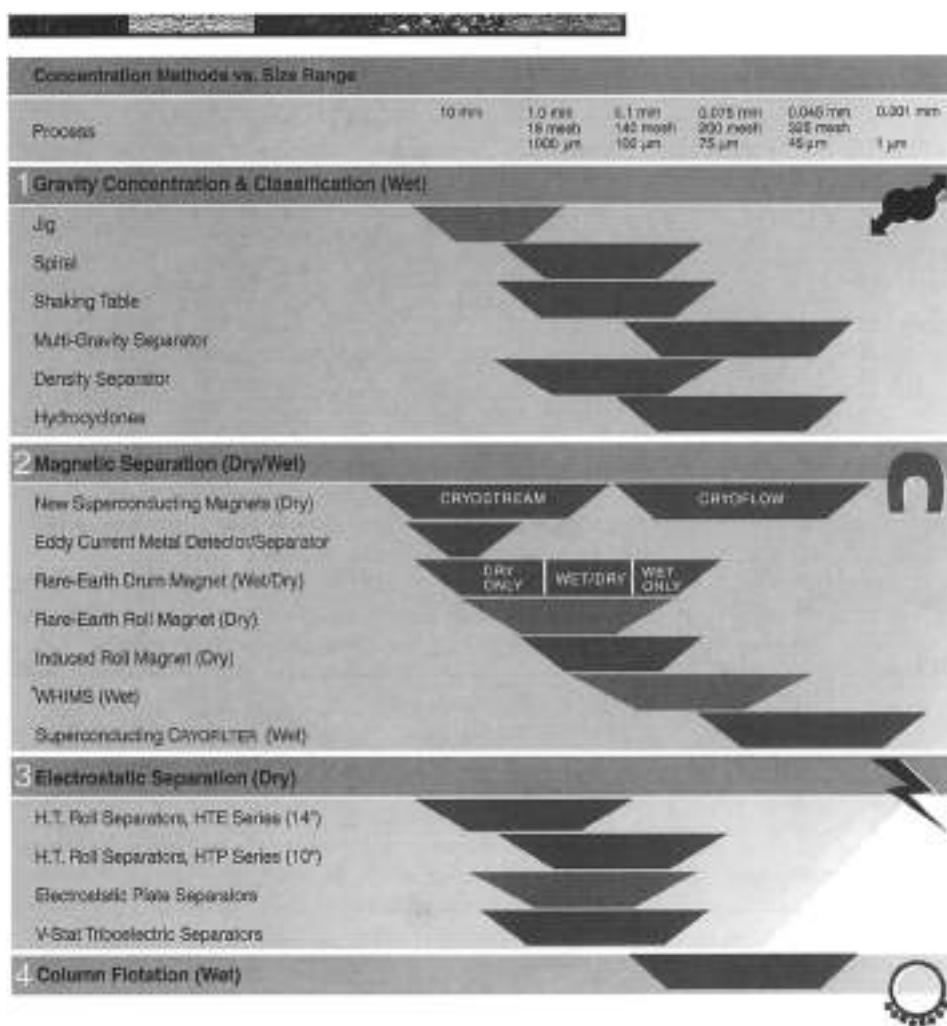 Concentration Methods vs. Size Range
Process
10 mm
1.0 mm
18 mesh
1000 µm
0.1 mm
140 mesh
100 µm
0.075 mm
200 mesh
75 µm
0.045 mm
325 mesh
45 µm
0.001 mm
1 µm
1 Gravity Concentration & Classification (Wet)
Jig
Spiral
Shaking Table
Multi-Gravity Separator
Density Separator
Hydrocyclones
2 Magnetic Separation (Dry/Wet)
New Superconducting Magnets (Dry)
CRYOSTREAM
CRYOFLOW
Eddy Current Metal Detector/Separator
Rare-Earth Drum Magnet (Wet/Dry)
DRY
ONLY
WET/DRY
WET
ONLY
Rare-Earth Roll Magnet (Dry)
Induced Roll Magnet (Dry)
WHIMS (Wet)
Superconducting CRYOFILTER (Wet)
3 Electrostatic Separation (Dry)
H.T. Roll Separators, HTE Series (14")
H.T. Roll Separators, HTP Series (10")
Electrostatic Plate Separators
V-Stat Triboelectric Separators
4 Column Flotation (Wet)